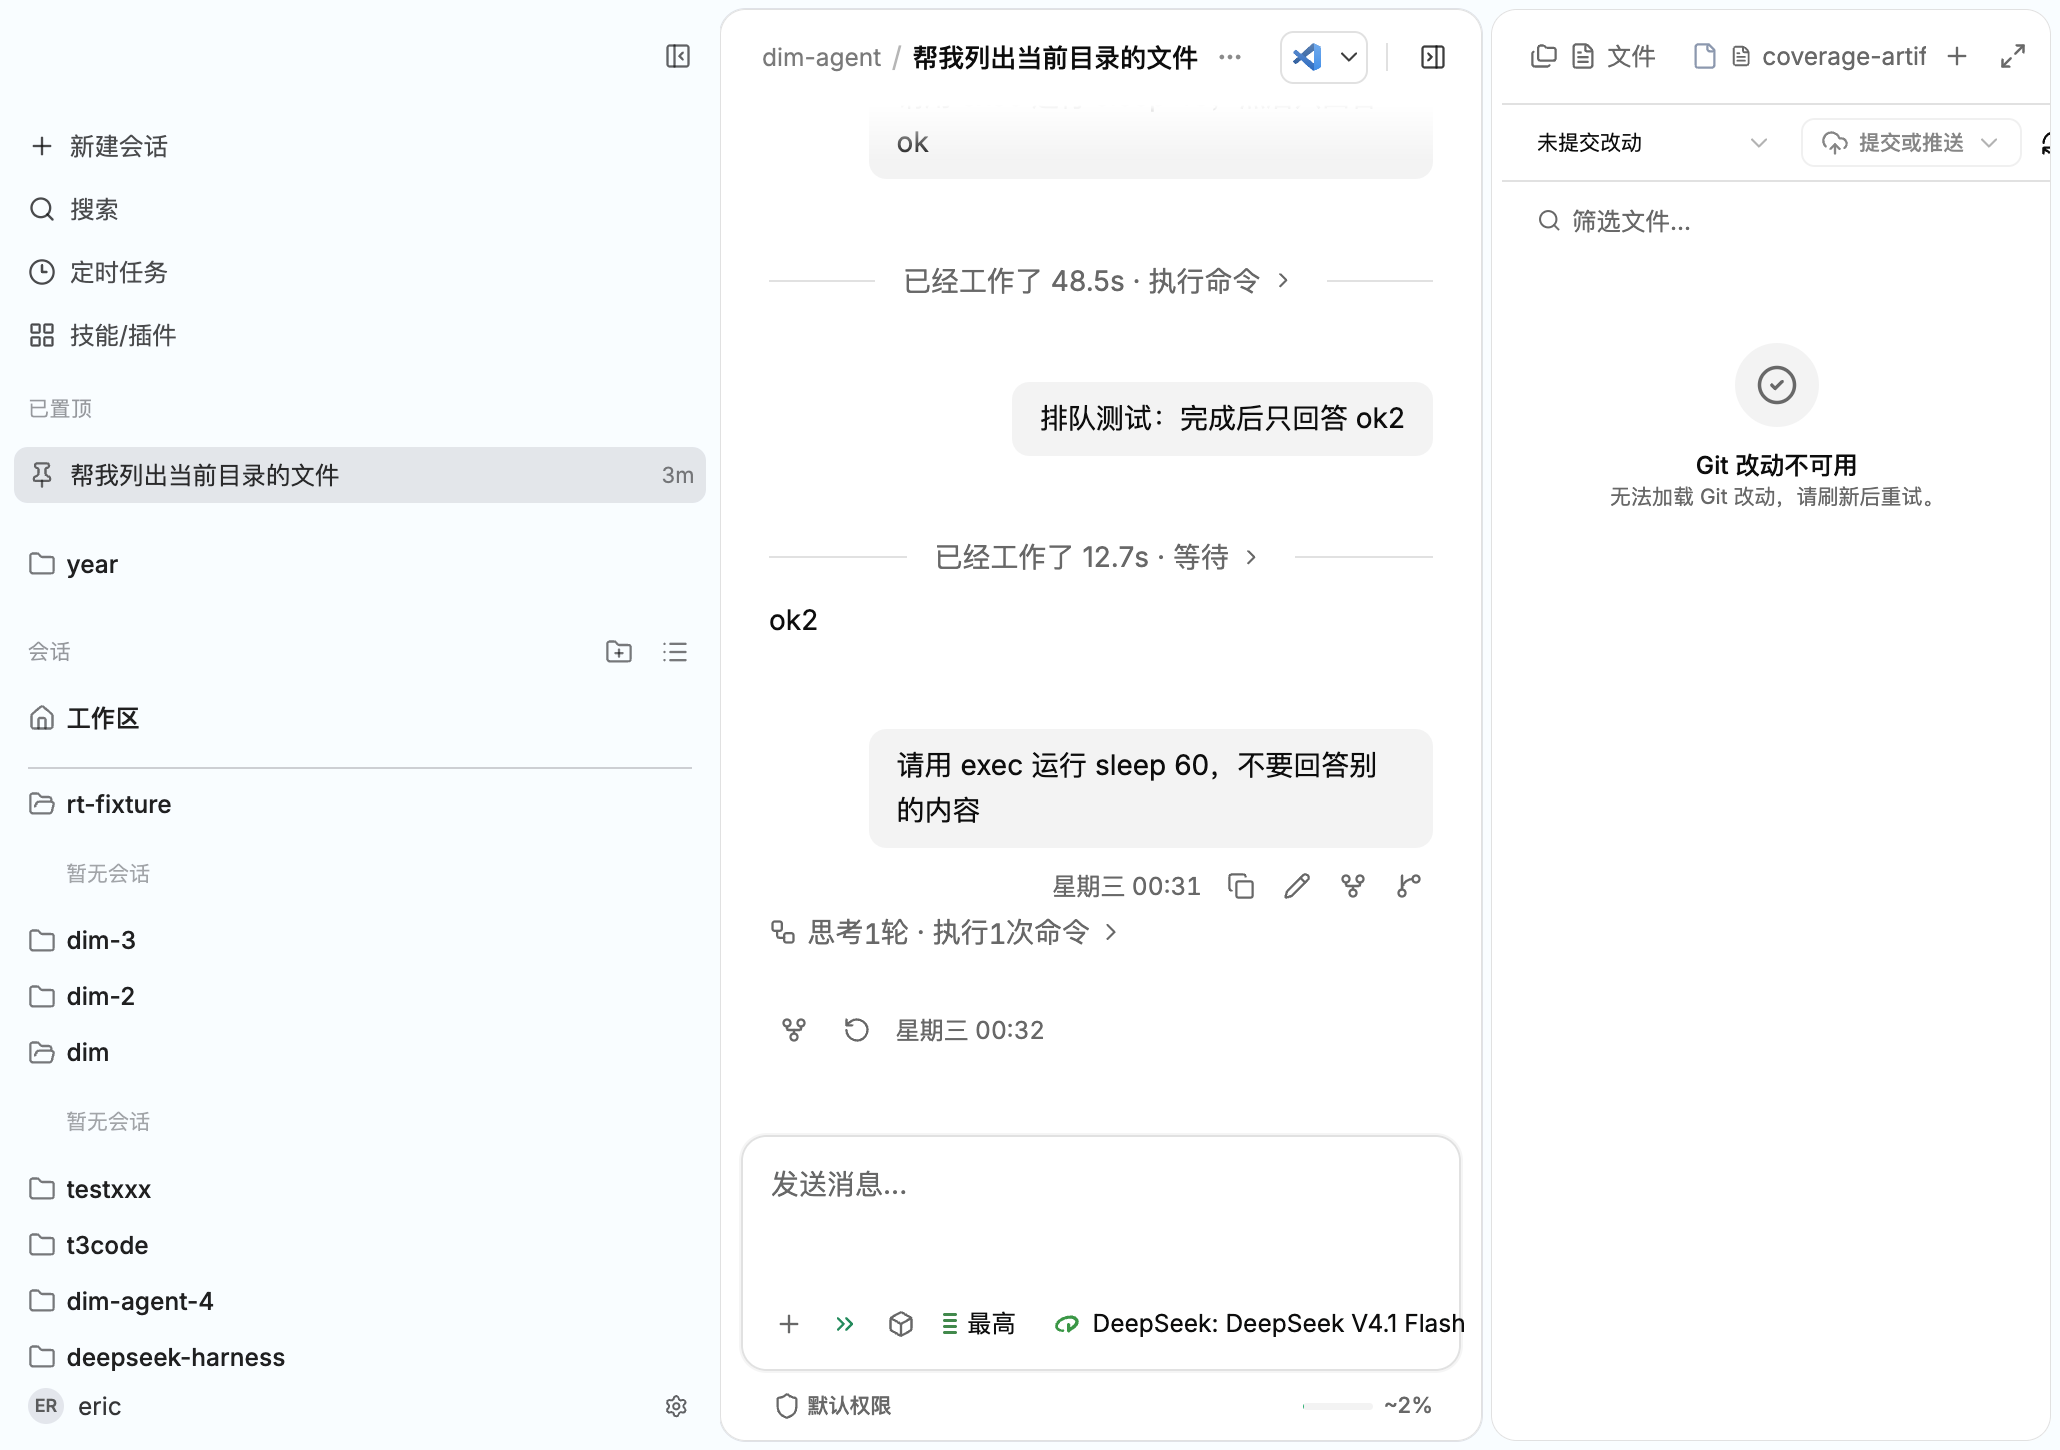 新建会话
搜索
定时任务
技能/插件
已置顶
帮我列出当前目录的文件 3m
year
会话
工作区
rt-fixture
暂无会话
dim-3
dim-2
dim
暂无会话
testxxx
t3code
dim-agent-4
deepseek-harness
ER eric
dim-agent / 帮我列出当前目录的文件
ok
已经工作了 48.5s · 执行命令
排队测试：完成后只回答 ok2
已经工作了 12.7s · 等待
ok2
请用 exec 运行 sleep 60，不要回答别
的内容
星期三 00:31
思考1轮 · 执行1次命令
星期三 00:32
发送消息...
最高 DeepSeek: DeepSeek V4.1 Flash
默认权限 ~2%
文件 coverage-artif
未提交改动 提交或推送
筛选文件...
Git 改动不可用
无法加载 Git 改动，请刷新后重试。